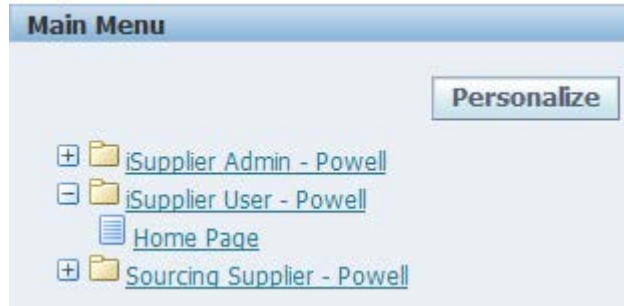 Main Menu
Personalize
iSupplier Admin - Powell
iSupplier User - Powell
Home Page
Sourcing Supplier - Powell